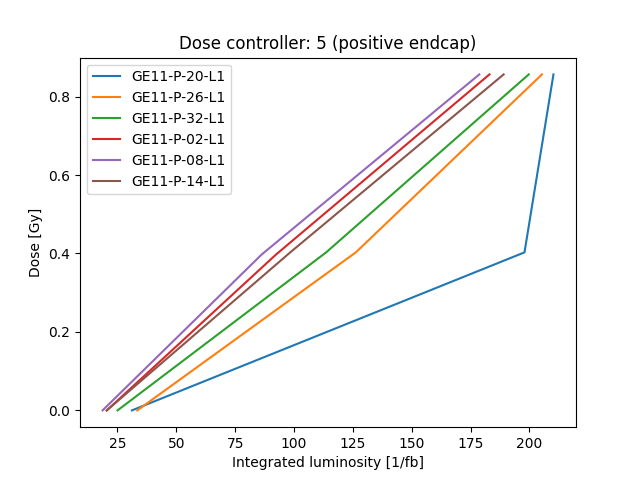 Dose controller: 5 (positive endcap)
GE11-P-20-L1
GE11-P-26-L1
GE11-P-32-L1
GE11-P-02-L1
GE11-P-08-L1
GE11-P-14-L1
Dose [Gy]
0.8
0.6
0.4
0.2
0.0
25 50 75 100 125 150 175 200
Integrated luminosity [1/fb]